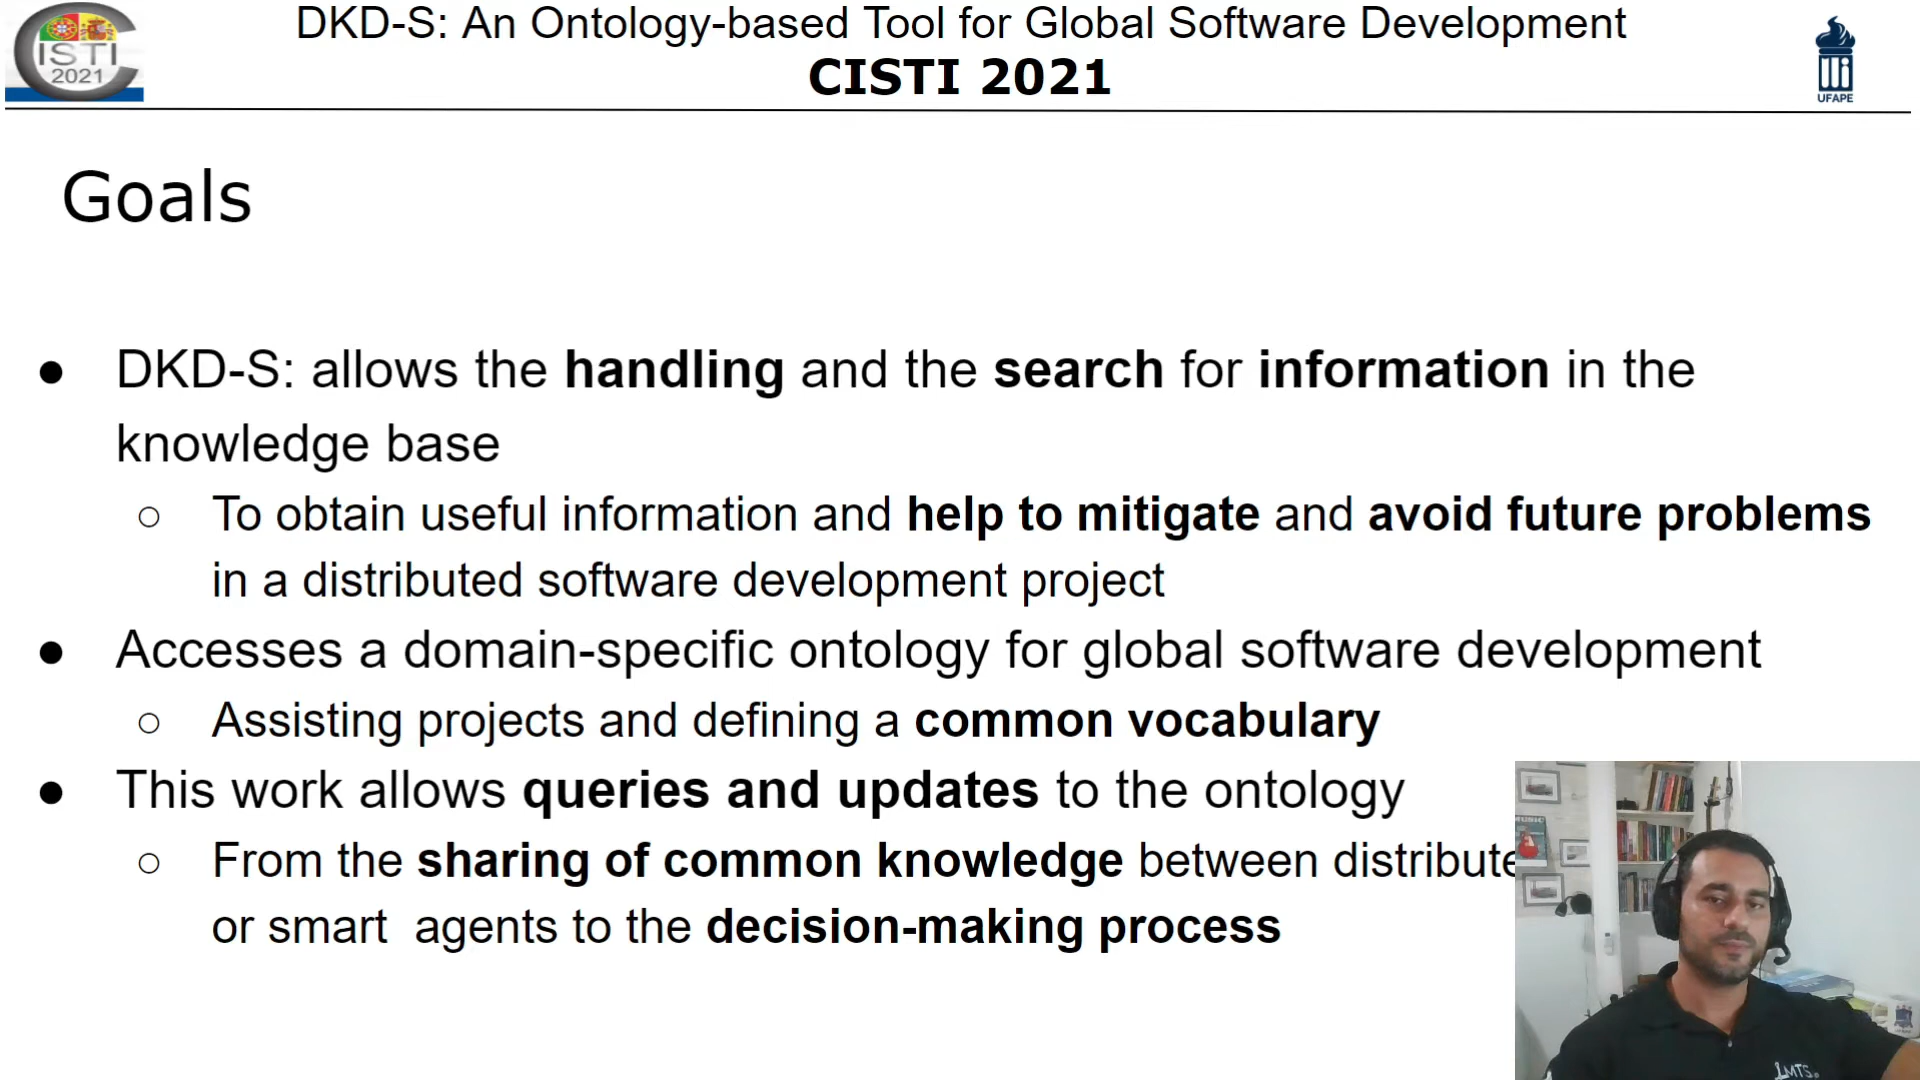 ISTI
2021
DKD-S: An Ontology-based Tool for Global Software Development
CISTI 2021
UFAPE
Goals
● DKD-S: allows the handling and the search for information in the
knowledge base
○ To obtain useful information and help to mitigate and avoid future problems
in a distributed software development project
● Accesses a domain-specific ontology for global software development
○ Assisting projects and defining a common vocabulary
● This work allows queries and updates to the ontology
○ From the sharing of common knowledge between distribute
or smart agents to the decision-making process
MUSIC
LMTS